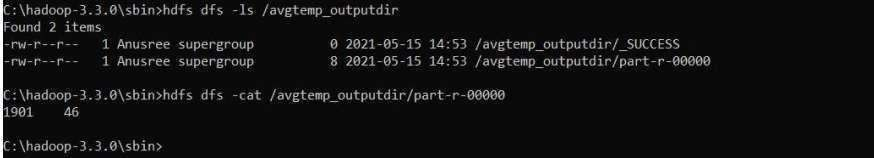 C:\hadoop-3.3.0\sbin>hdfs dfs -ls /avgtemp_outputdir
Found 2 items
-rw-r--r--   1 Anusree supergroup          0 2021-05-15 14:53 /avgtemp_outputdir/_SUCCESS
-rw-r--r--   1 Anusree supergroup          8 2021-05-15 14:53 /avgtemp_outputdir/part-r-00000
C:\hadoop-3.3.0\sbin>hdfs dfs -cat /avgtemp_outputdir/part-r-00000
1901    46
C:\hadoop-3.3.0\sbin>